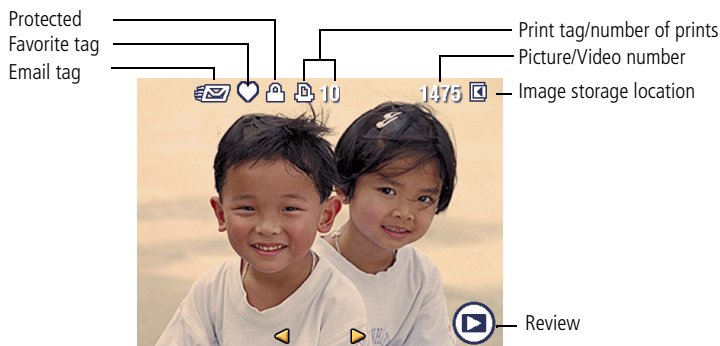 Protected
Favorite tag
Email tag
Print tag/number of prints
Picture/Video number
Image storage location
10
1475
Review